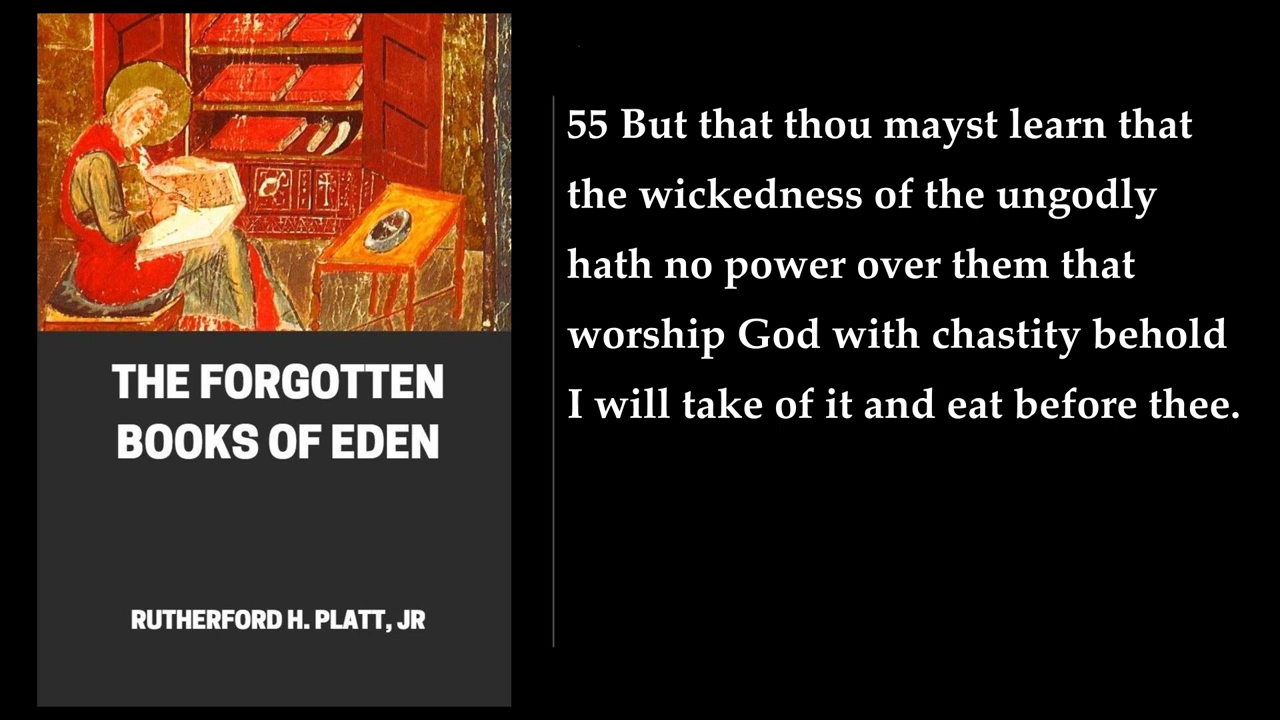 THE FORGOTTEN
BOOKS OF EDEN
RUTHERFORD H. PLATT, JR
55 But that thou mayst learn that
the wickedness of the ungodly
hath no power over them that
worship God with chastity behold
I will take of it and eat before thee.